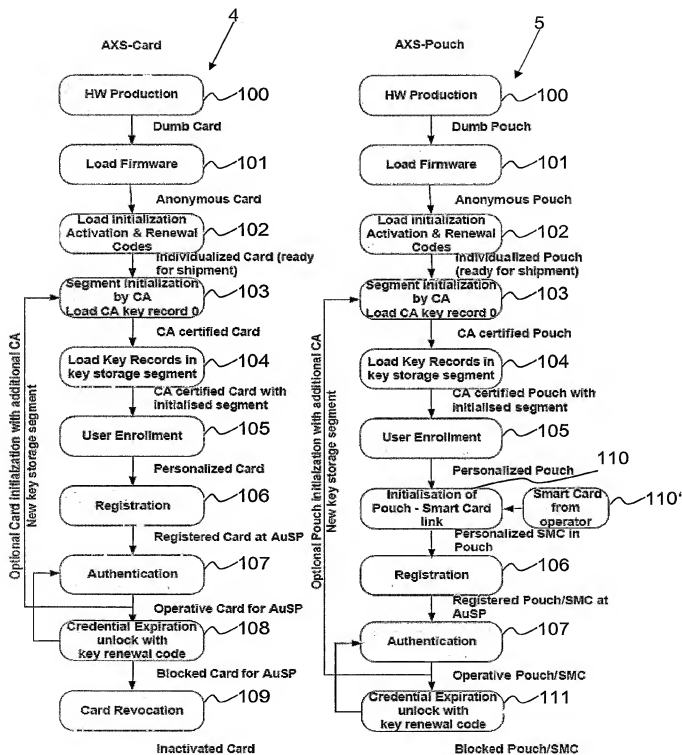 AXS-Card
4
HW Production
100
Dumb Card
Load Firmware
101
Anonymous Card
Load Initialization
Activation & Renewal
Codes
102
Individualized Card (ready
for shipment)
Segment Initialization
by CA
Load CA key record 0
103
CA certified Card
Load Key Records in
key storage segment
104
CA certified Card with
initialised segment
User Enrollment
105
Personalized Card
Registration
106
Registered Card at AuSP
Authentication
107
Operative Card for AuSP
Credential Expiration
unlock with
key renewal code
108
Blocked Card for AuSP
Card Revocation
109
Inactivated Card
Optional Card initialzation with additional CA
New key storage segment
AXS-Pouch
5
HW Production
100
Dumb Pouch
Load Firmware
101
Anonymous Pouch
Load Initialization
Activation & Renewal
Codes
102
Individualized Pouch
(ready for shipment)
Segment Initialization
by CA
Load CA key record 0
103
CA certified Pouch
Load Key Records in
key storage segment
104
CA certified Pouch with
initialised segment
User Enrollment
105
Personalized Pouch
110
Initialisation of
Pouch - Smart Card
link
Smart Card
from
operator
110'
Personalized SMC in
Pouch
Registration
106
Registered Pouch/SMC at
AuSP
Authentication
107
Operative Pouch/SMC
Credential Expiration
unlock with
key renewal code
111
Blocked Pouch/SMC
Optional Pouch initialzation with additional CA
New key storage segment